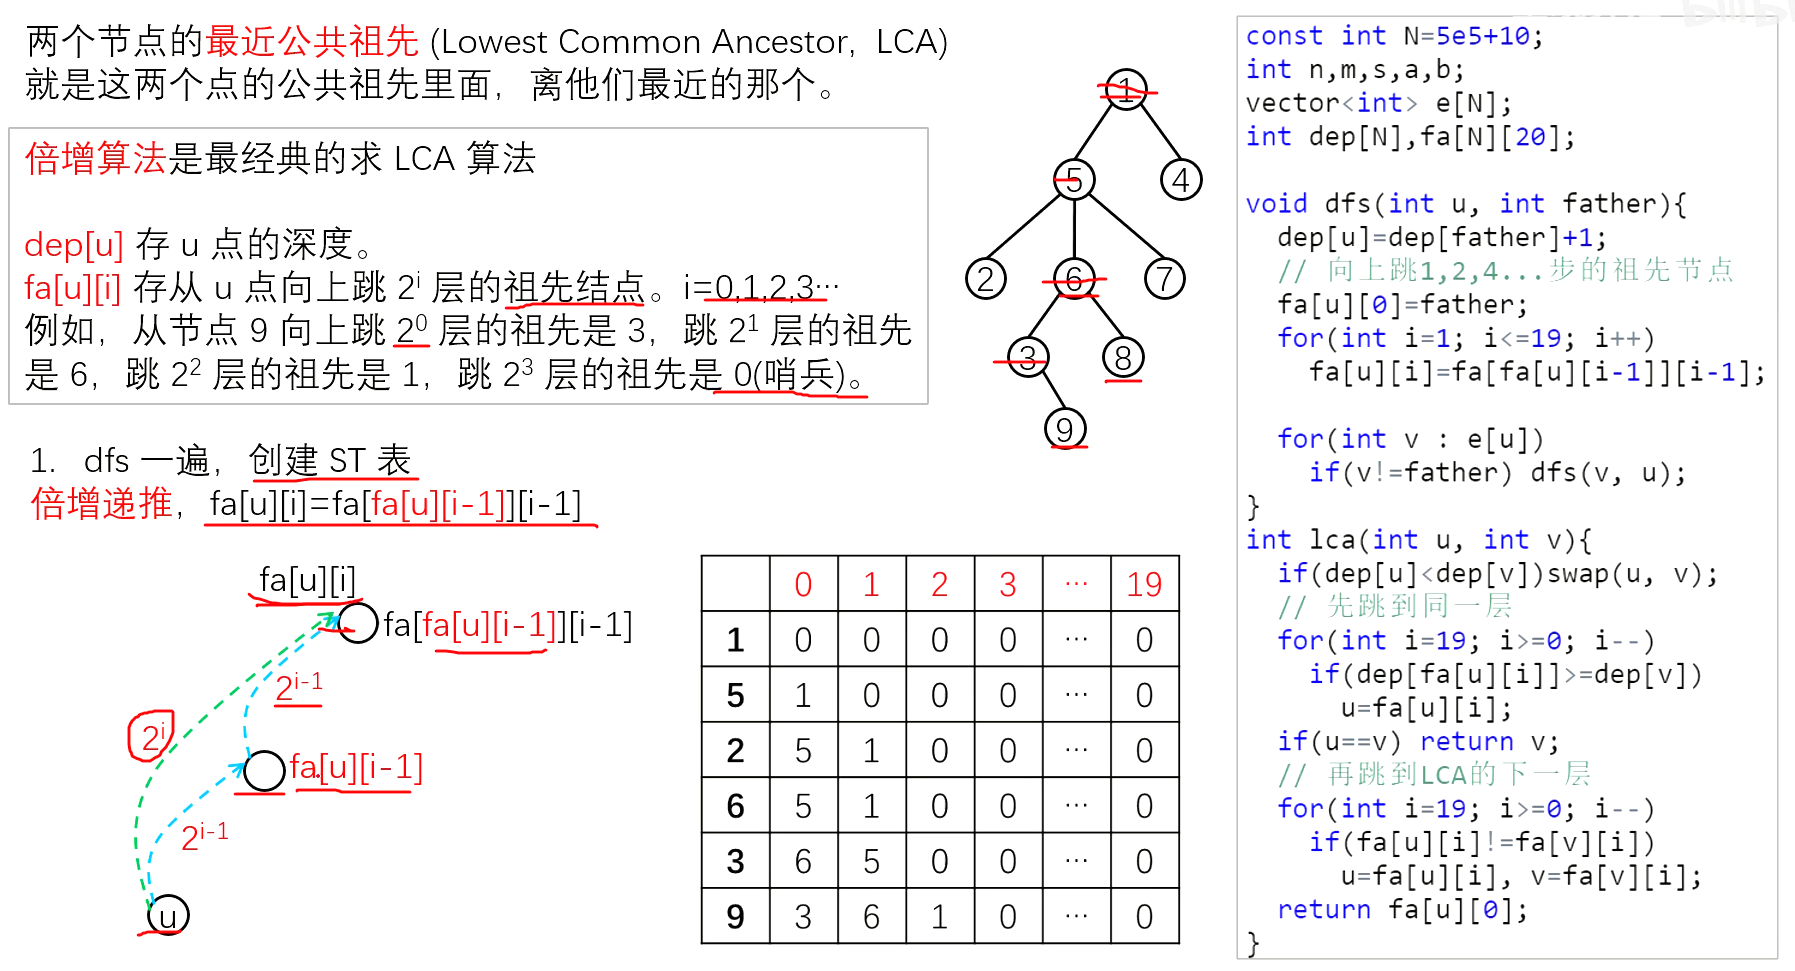 两个节点的最近公共祖先 (Lowest Common Ancestor, LCA)
就是这两个点的公共祖先里面，离他们最近的那个。
倍增算法是最经典的求 LCA 算法
dep[u] 存 u 点的深度。
fa[u][i] 存从 u 点向上跳 2^i 层的祖先结点。i=0,1,2,3…
例如，从节点 9 向上跳 2^0 层的祖先是 3，跳 2^1 层的祖先
是 6，跳 2^2 层的祖先是 1，跳 2^3 层的祖先是 0(哨兵)。
1. dfs 一遍，创建 ST 表
倍增递推，fa[u][i]=fa[fa[u][i-1]][i-1]
fa[u][i]
fa[fa[u][i-1]][i-1]
2^i-1
2^i
fa[u][i-1]
2^i-1
u
1
5 4
2 6 7
3 8
9
0 1 2 3 … 19
1 0 0 0 0 … 0
5 1 0 0 0 … 0
2 5 1 0 0 … 0
6 5 1 0 0 … 0
3 6 5 0 0 … 0
9 3 6 1 0 … 0
const int N=5e5+10;
int n,m,s,a,b;
vector<int> e[N];
int dep[N],fa[N][20];
void dfs(int u, int father){
dep[u]=dep[father]+1;
// 向上跳1,2,4...步的祖先节点
fa[u][0]=father;
for(int i=1; i<=19; i++)
fa[u][i]=fa[fa[u][i-1]][i-1];
for(int v : e[u])
if(v!=father) dfs(v, u);
}
int lca(int u, int v){
if(dep[u]<dep[v])swap(u, v);
// 先跳到同一层
for(int i=19; i>=0; i--)
if(dep[fa[u][i]]>=dep[v])
u=fa[u][i];
if(u==v) return v;
// 再跳到LCA的下一层
for(int i=19; i>=0; i--)
if(fa[u][i]!=fa[v][i])
u=fa[u][i], v=fa[v][i];
return fa[u][0];
}